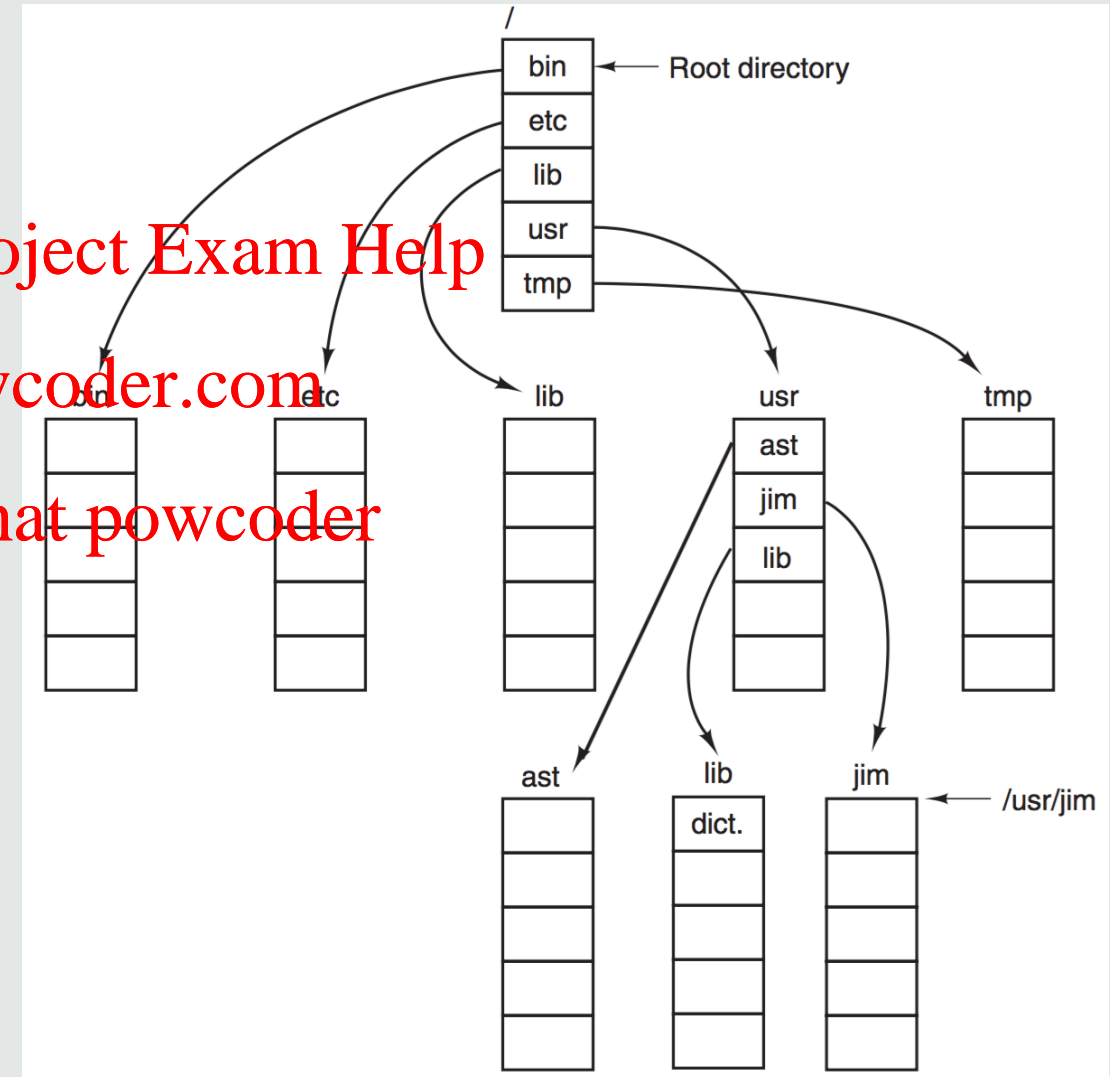 /
bin
Root directory
etc
lib
usr
tmp
oject Exam Help
wcoder.com
bin
etc
lib
usr
tmp
ast
jim
lib
hat powcoder
ast
lib
jim
/usr/jim
dict.